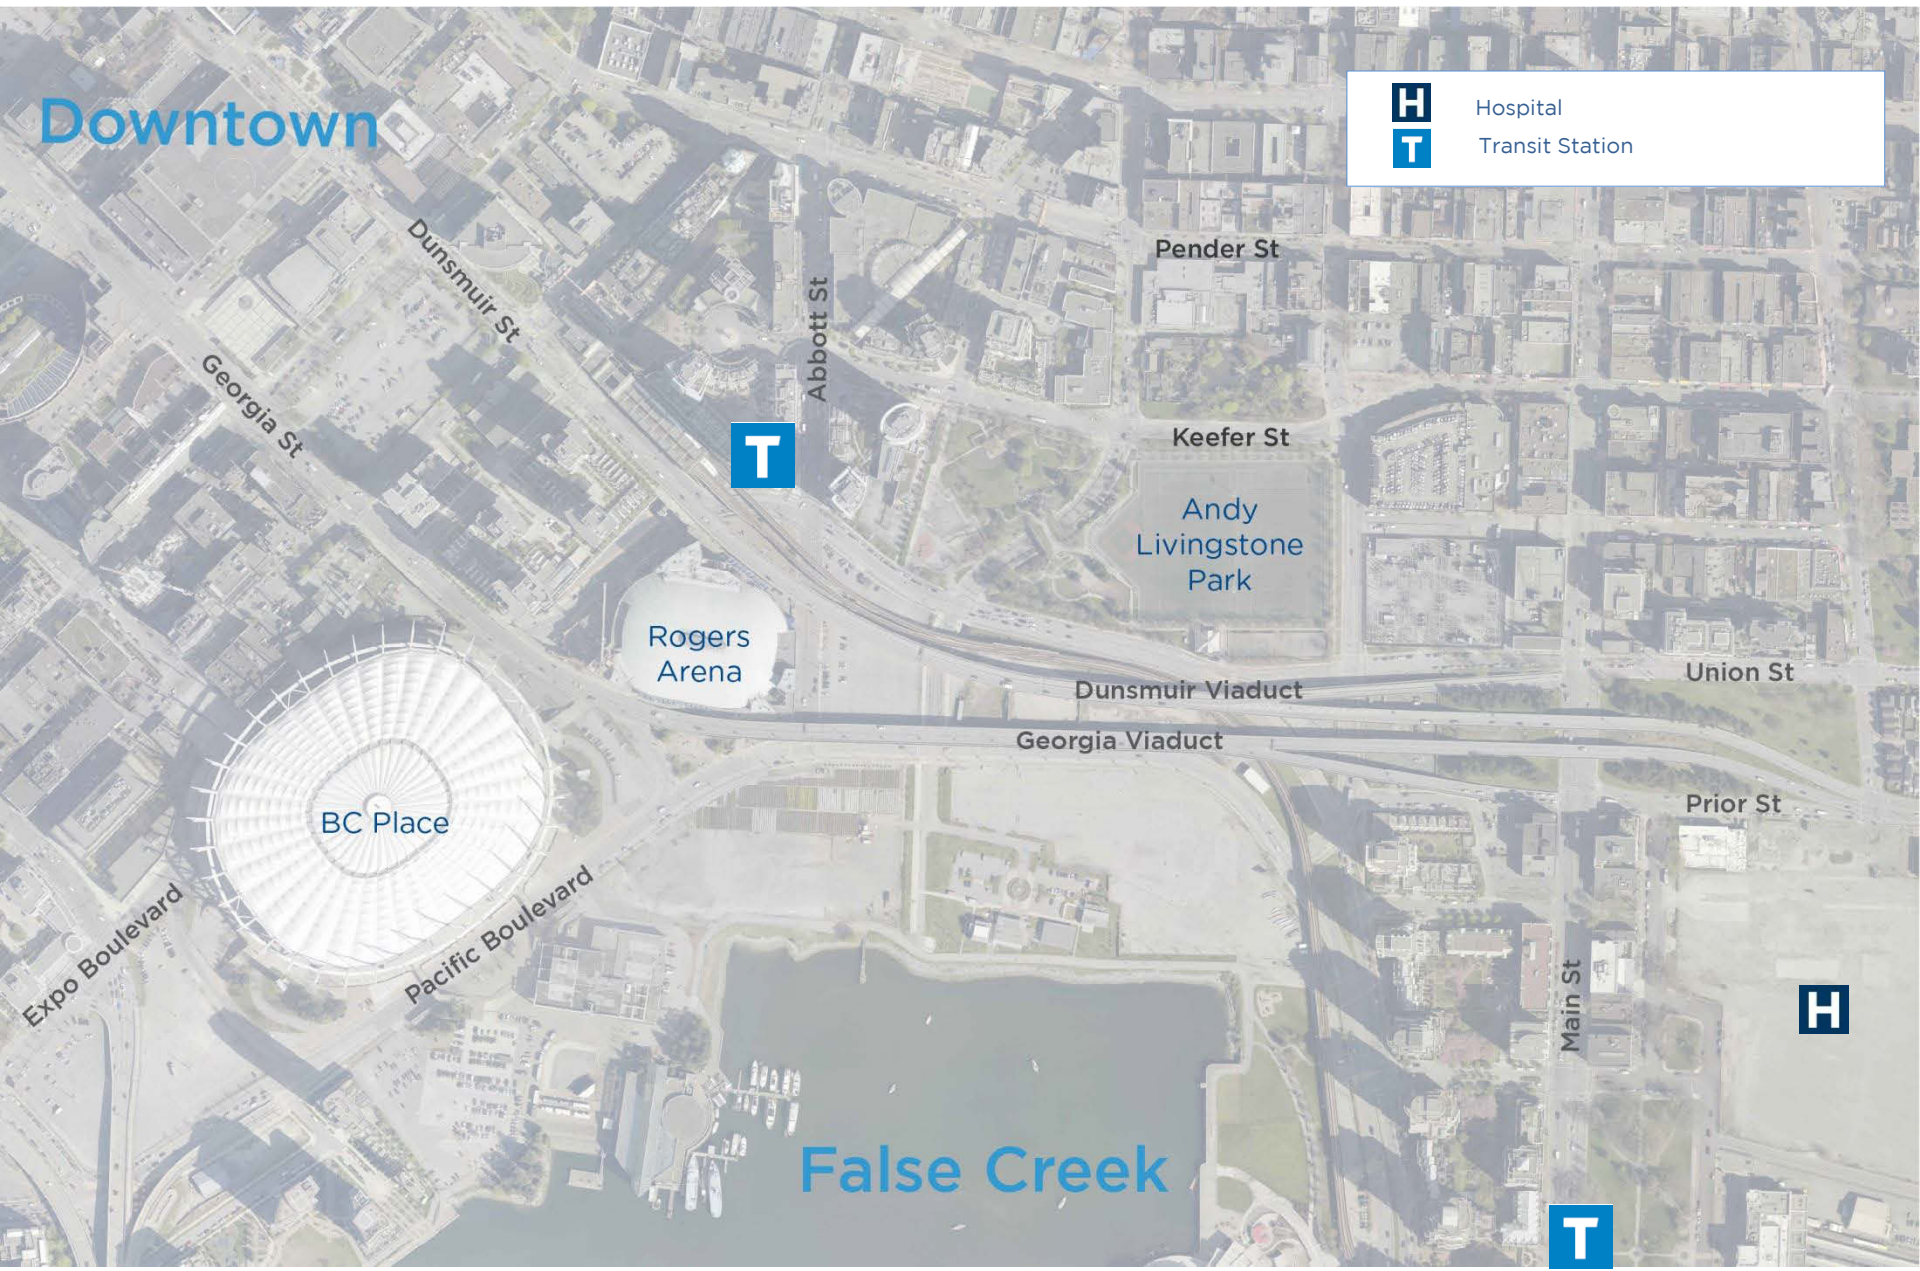 Downtown
H Hospital
T Transit Station
Dunsmuir St
Pender St
Abbott St
Georgia St
Keefer St
T
Andy
Livingstone
Park
Rogers
Arena
Union St
Dunsmuir Viaduct
Georgia Viaduct
Prior St
BC Place
Expo Boulevard
Pacific Boulevard
Main St
H
False Creek
T